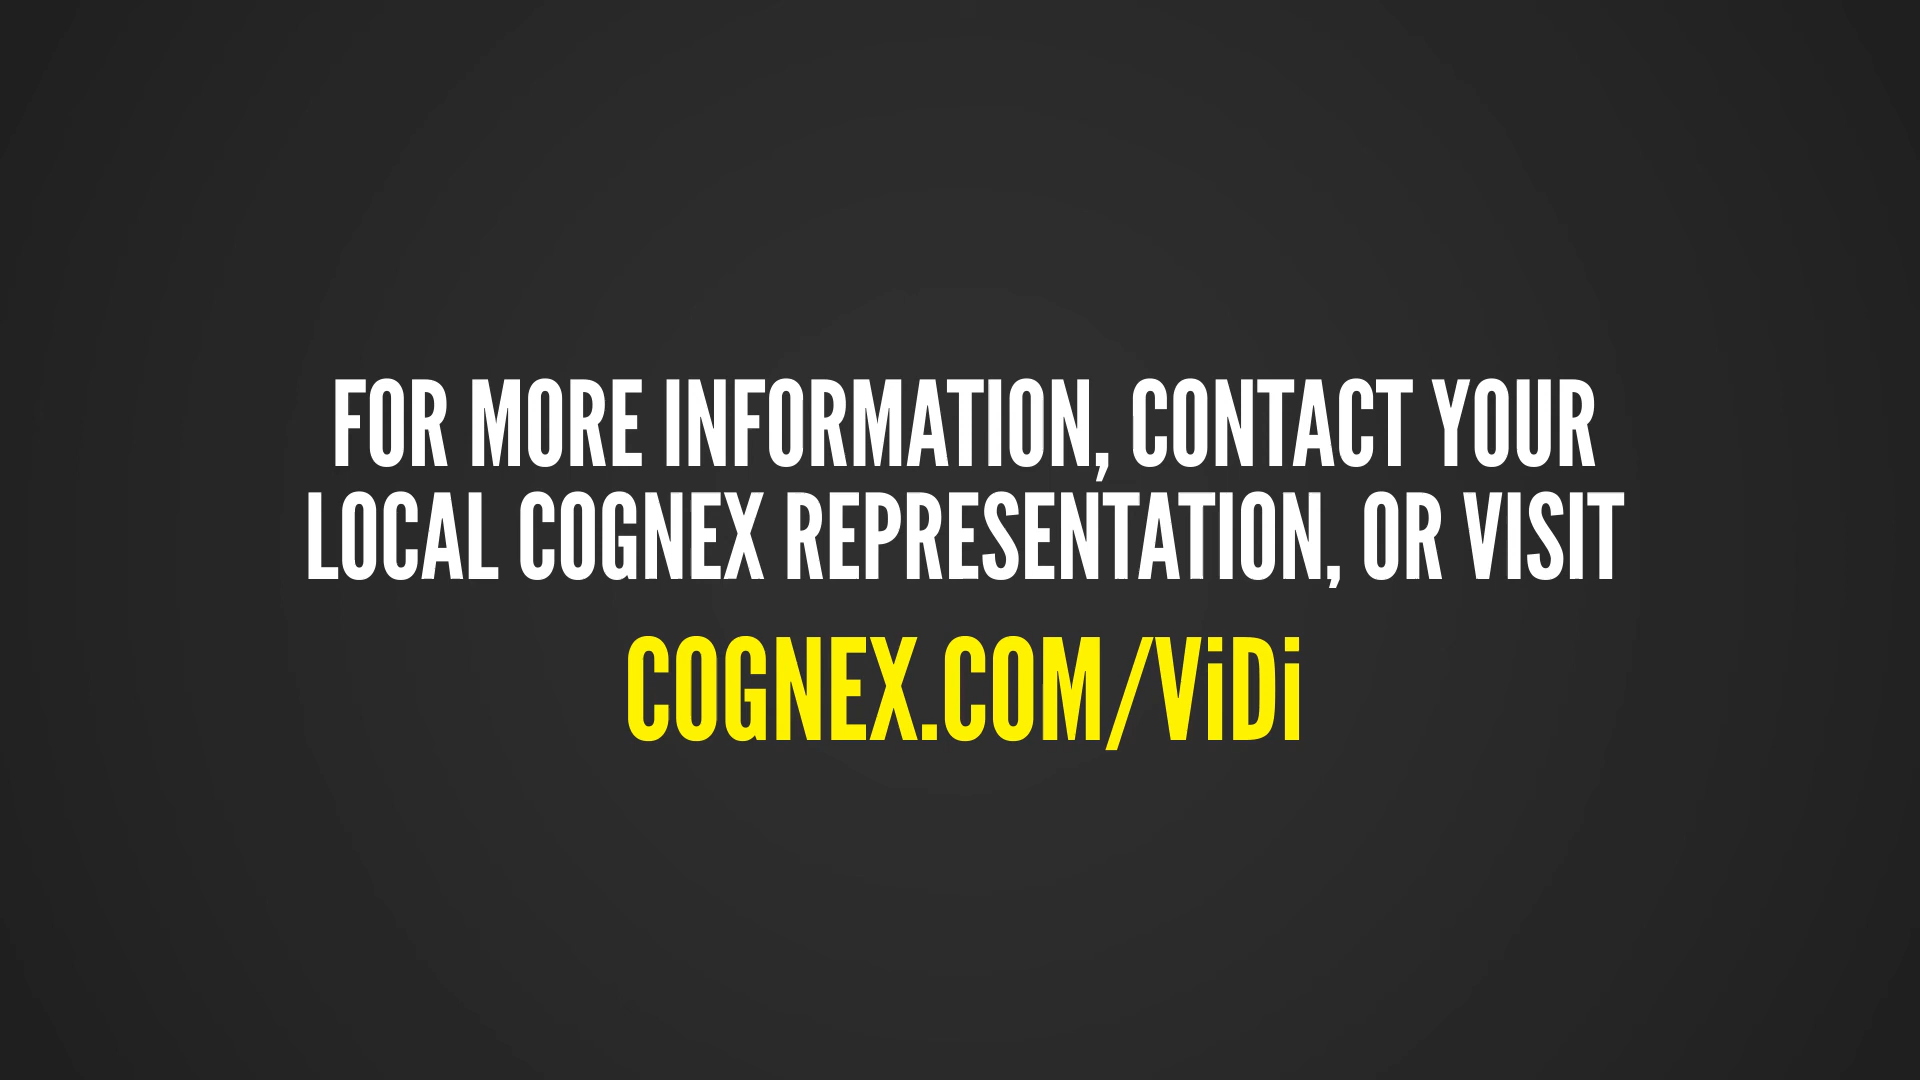 FOR MORE INFORMATION, CONTACT YOUR
LOCAL COGNEX REPRESENTATION, OR VISIT
COGNEX.COM/ViDi